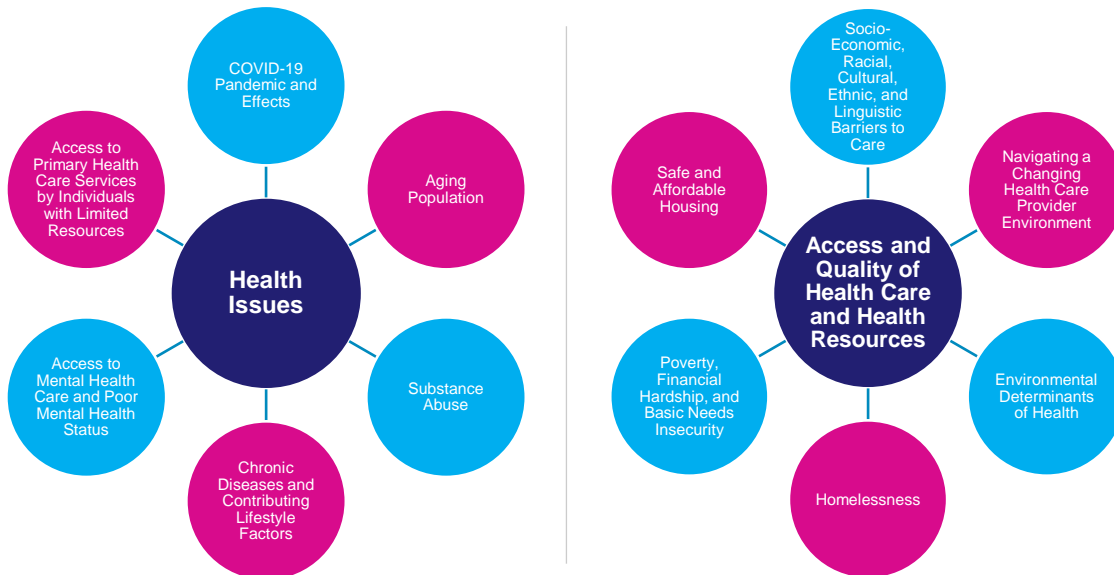 COVID-19
Pandemic and
Effects
Access to
Primary Health
Care Services
by Individuals
with Limited
Resources
Aging
Population
Health
Issues
Access to
Mental Health
Care and Poor
Mental Health
Status
Substance
Abuse
Chronic
Diseases and
Contributing
Lifestyle
Factors
Socio-
Economic,
Racial,
Cultural,
Ethnic, and
Linguistic
Barriers to
Care
Safe and
Affordable
Housing
Navigating a
Changing
Health Care
Provider
Environment
Access and
Quality of
Health Care
and Health
Resources
Poverty,
Financial
Hardship, and
Basic Needs
Insecurity
Environmental
Determinants
of Health
Homelessness